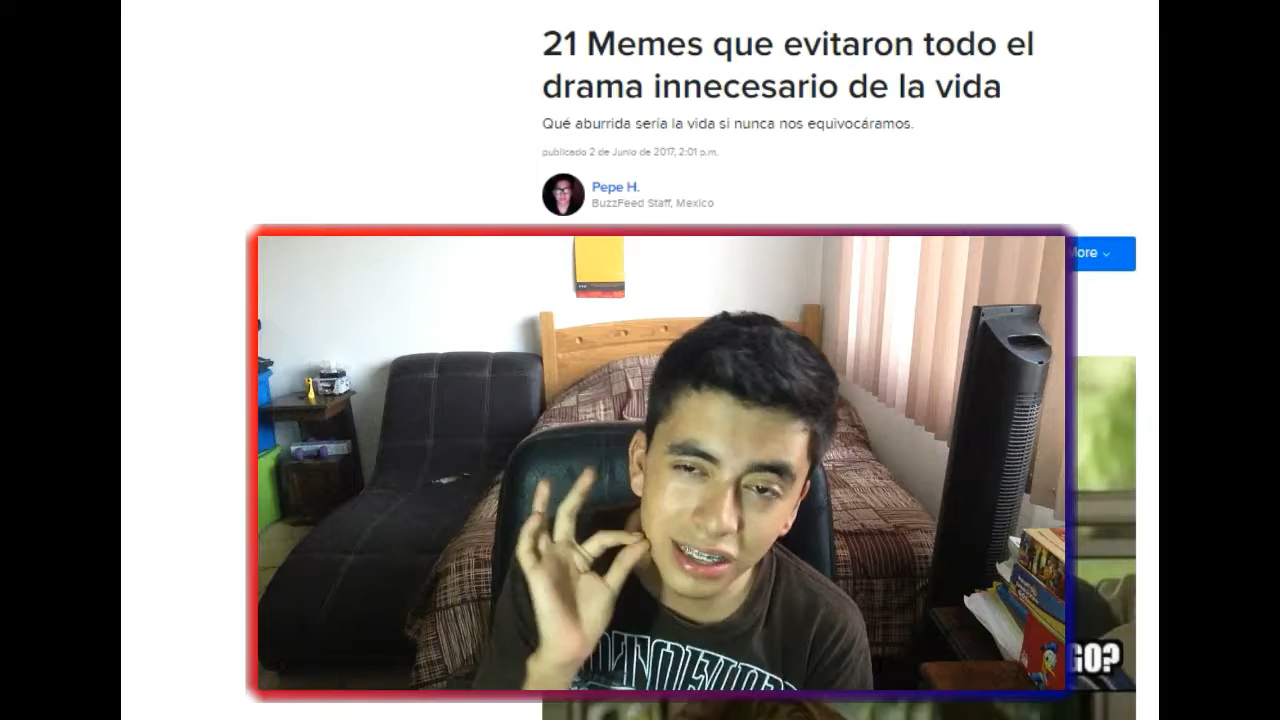 21 Memes que evitaron todo el
drama innecesario de la vida
Qué aburrida sería la vida si nunca nos equivocáramos.
publicado 2 de Junio de 2017, 2:01 p.m.
Pepe H.
BuzzFeed Staff, Mexico
More
GO?